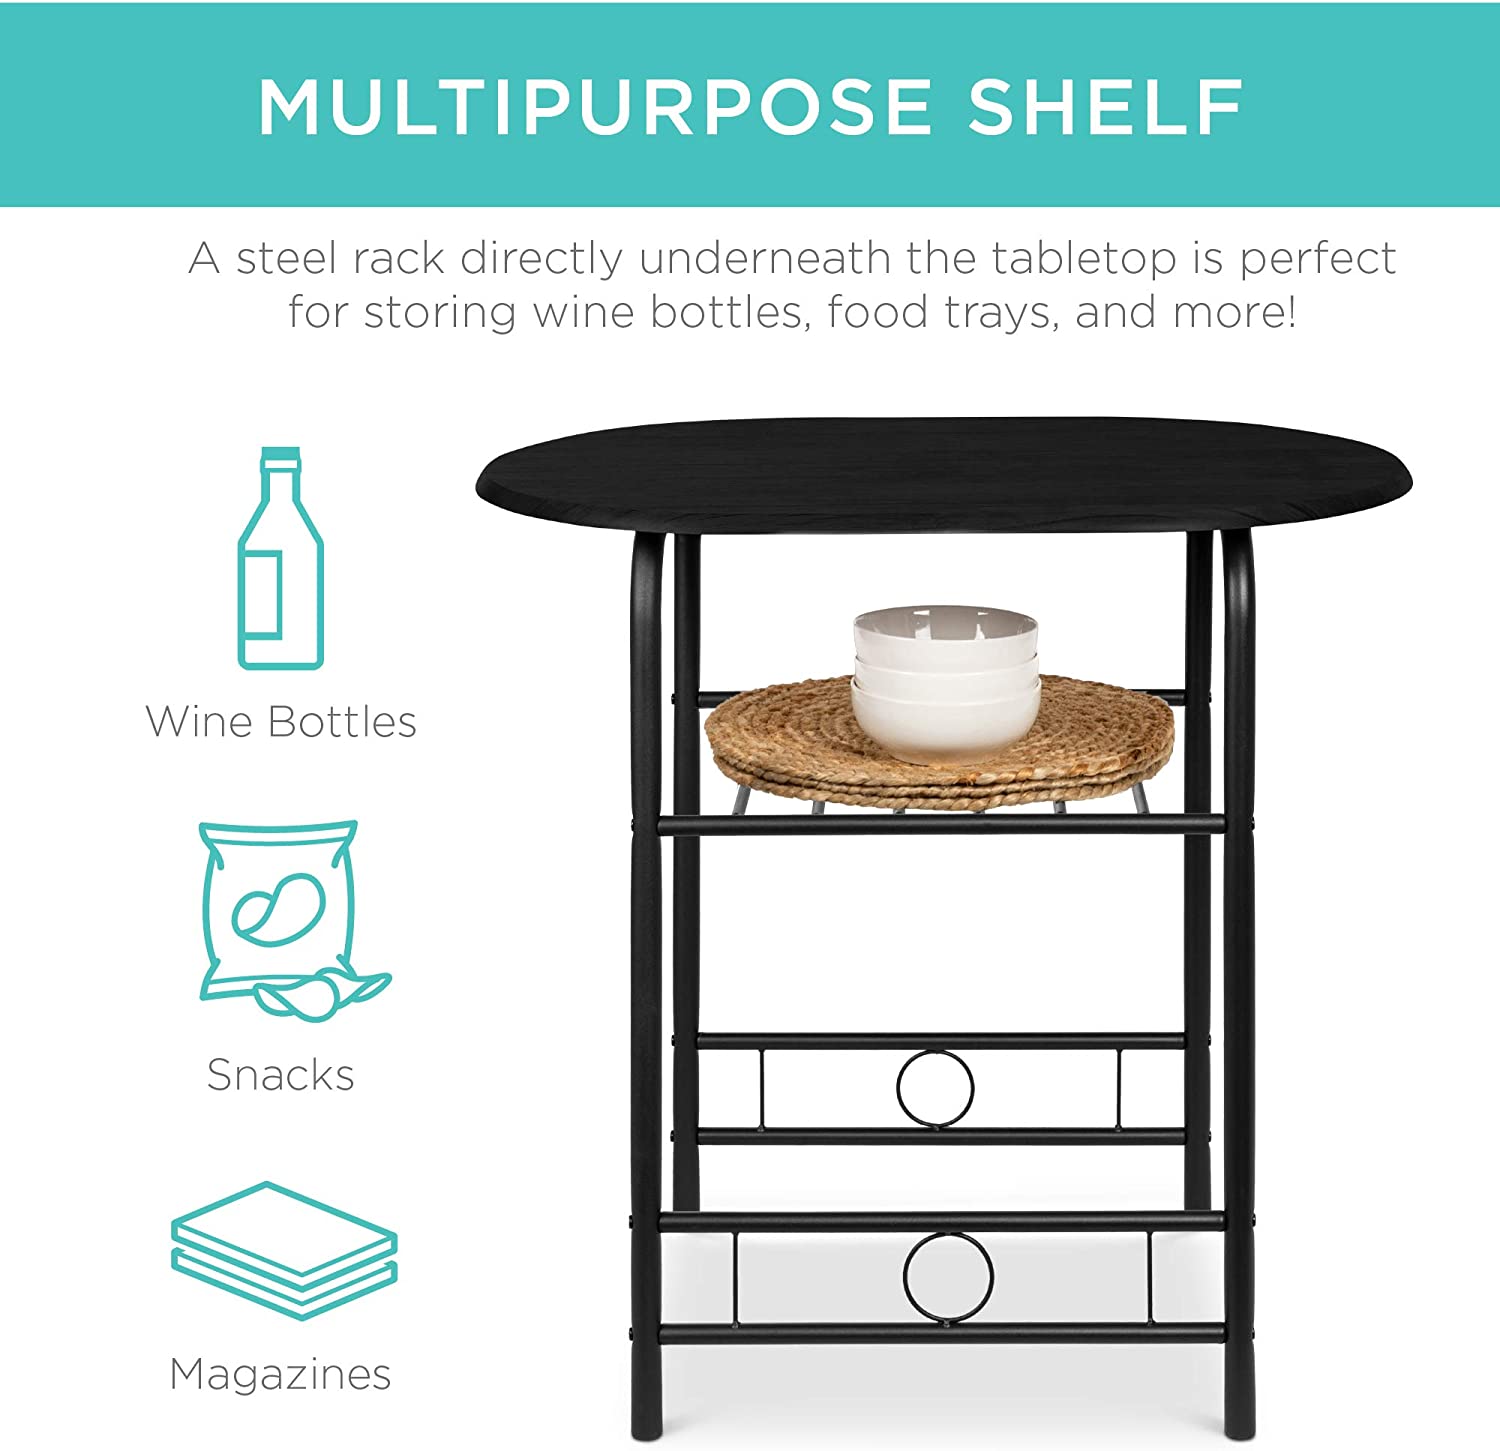 MULTIPURPOSE SHELF
A steel rack directly underneath the tabletop is perfect
for storing wine bottles, food trays, and more!
Wine Bottles
Snacks
Magazines